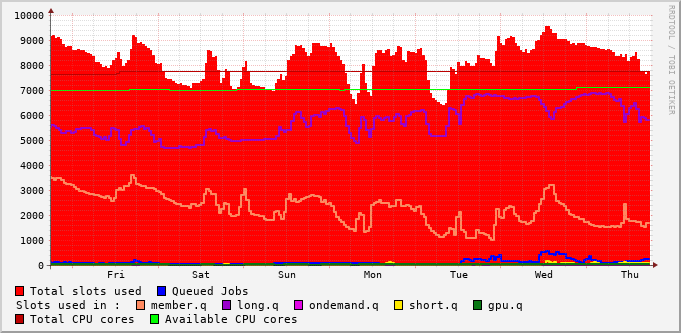 10000
9000
8000
7000
6000
5000
4000
3000
2000
1000
0
Fri Sat Sun Mon Tue Wed Thu
RRDTOOL / TOBI OETIKER
Total slots used Queued Jobs
Slots used in : member.q long.q ondemand.q short.q gpu.q
Total CPU cores Available CPU cores